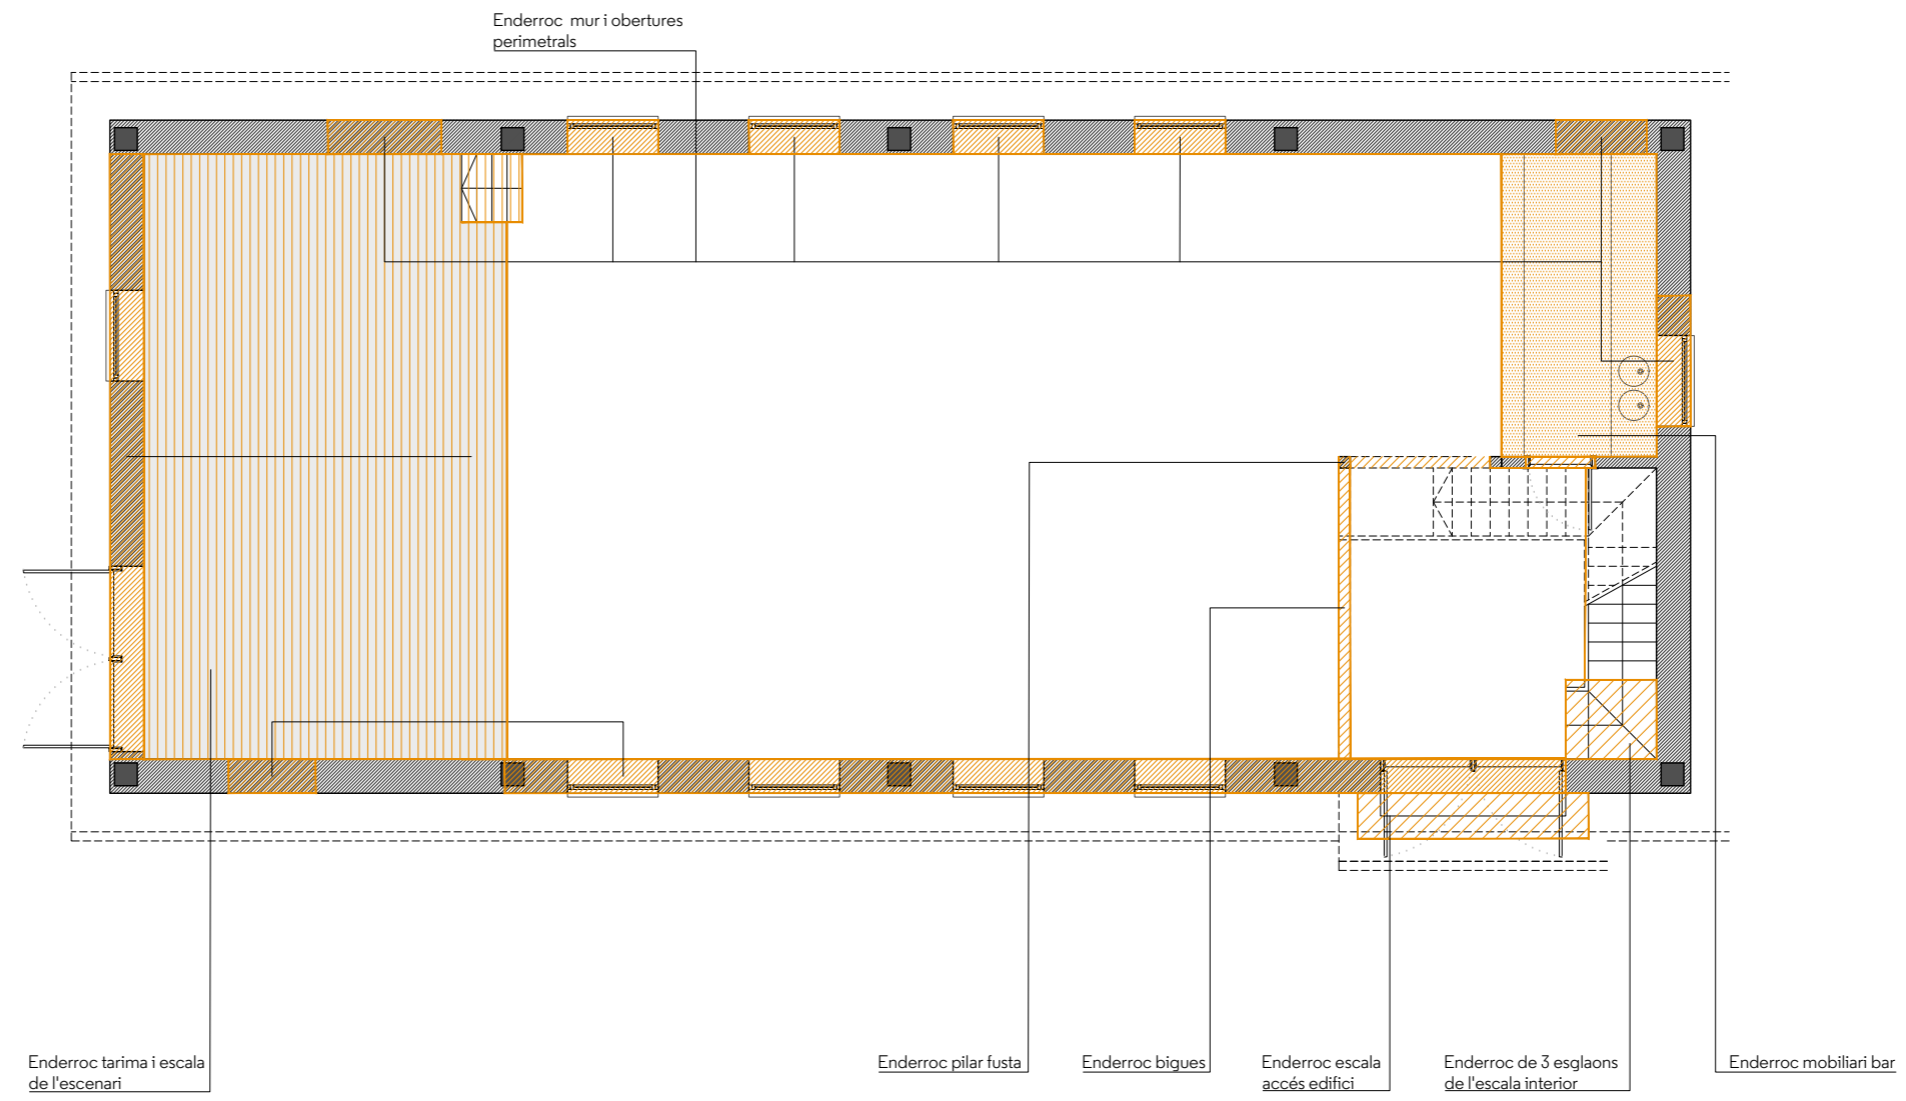 Enderroc mur i obertures
perimetrals
Enderroc tarima i escala
de l'escenari
Enderroc pilar fusta
Enderroc bigues
Enderroc escala
accés edifici
Enderroc de 3 esglaons
de l'escala interior
Enderroc mobiliari bar